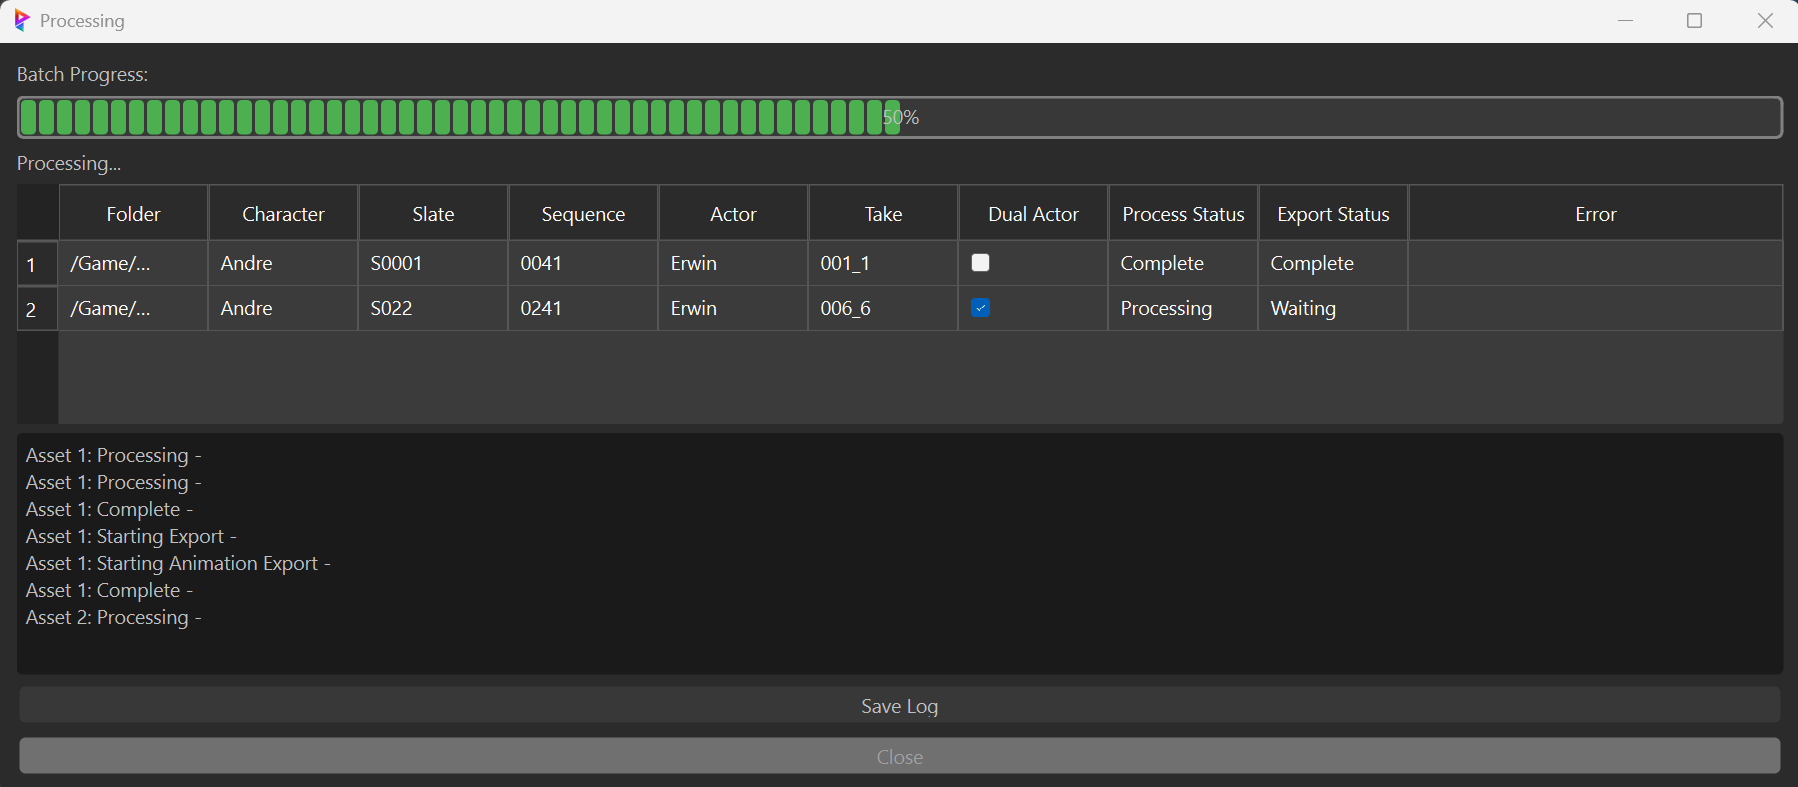 Processing
Batch Progress:
50%
Processing...
Folder Character Slate Sequence Actor Take Dual Actor Process Status Export Status Error
1 /Game/... Andre S0001 0041 Erwin 001_1 Complete Complete
2 /Game/... Andre S022 0241 Erwin 006_6 Processing Waiting
Asset 1: Processing -
Asset 1: Processing -
Asset 1: Complete -
Asset 1: Starting Export -
Asset 1: Starting Animation Export -
Asset 1: Complete -
Asset 2: Processing -
Save Log
Close